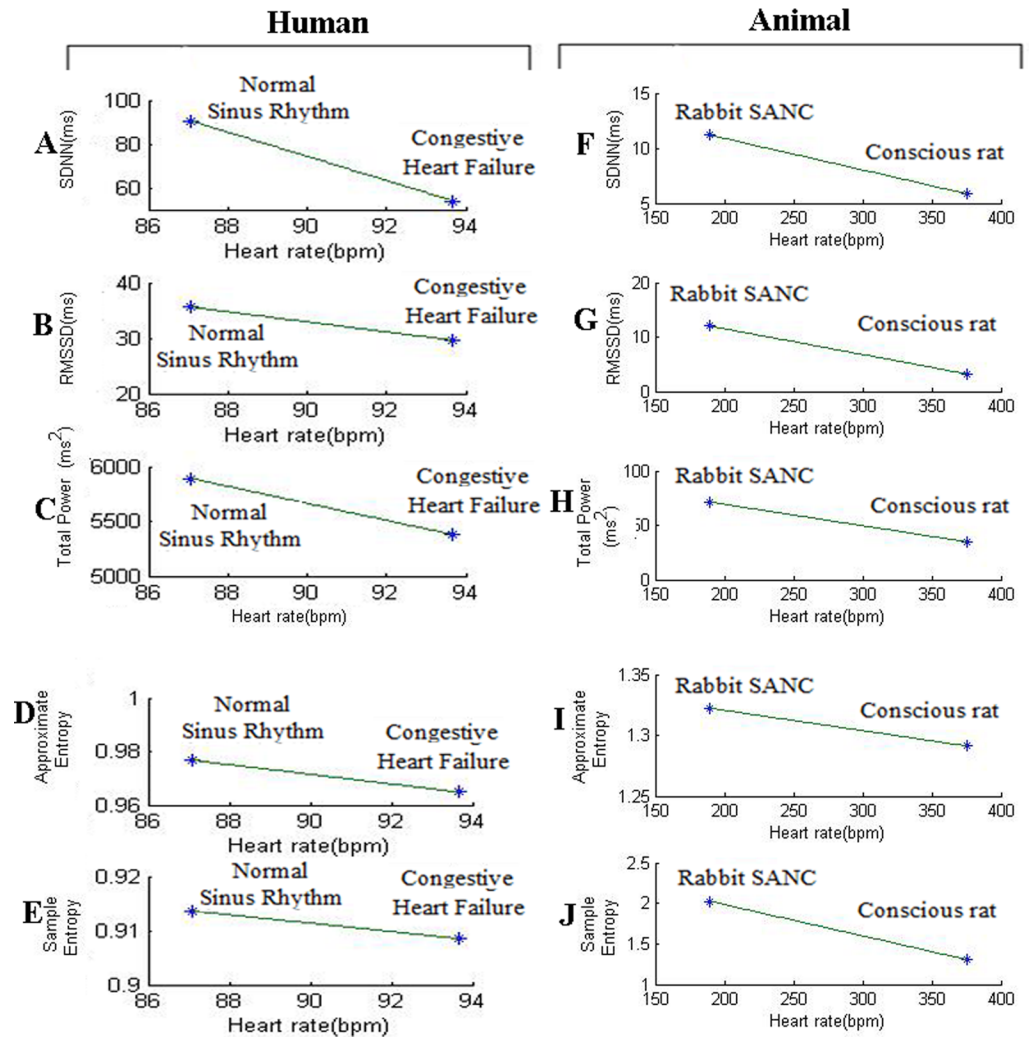 Human
Animal
A
SDNN(ms)
100
80
60
86
88
90
92
94
Heart rate(bpm)
Normal
Sinus Rhythm
Congestive
Heart Failure
B
RMSSD(ms)
40
30
20
86
88
90
92
94
Heart rate(bpm)
Normal
Sinus Rhythm
Congestive
Heart Failure
C
Total Power (ms²)
6000
5500
5000
86
88
90
92
94
Heart rate(bpm)
Normal
Sinus Rhythm
Congestive
Heart Failure
D
Approximate
Entropy
1
0.98
0.96
86
88
90
92
94
Heart rate(bpm)
Normal
Sinus Rhythm
Congestive
Heart Failure
E
Sample
Entropy
0.92
0.91
0.9
86
88
90
92
94
Heart rate(bpm)
Normal
Sinus Rhythm
Congestive
Heart Failure
F
SDNN(ms)
15
10
5
150
200
250
300
350
400
Heart rate(bpm)
Rabbit SANC
Conscious rat
G
RMSSD(ms)
20
10
0
150
200
250
300
350
400
Heart rate(bpm)
Rabbit SANC
Conscious rat
H
Total Power
(ms²)
100
50
0
150
200
250
300
350
400
Heart rate(bpm)
Rabbit SANC
Conscious rat
I
Approximate
Entropy
1.35
1.3
1.25
150
200
250
300
350
400
Heart rate(bpm)
Rabbit SANC
Conscious rat
J
Sample
Entropy
2.5
2
1.5
1
150
200
250
300
350
400
Heart rate(bpm)
Rabbit SANC
Conscious rat